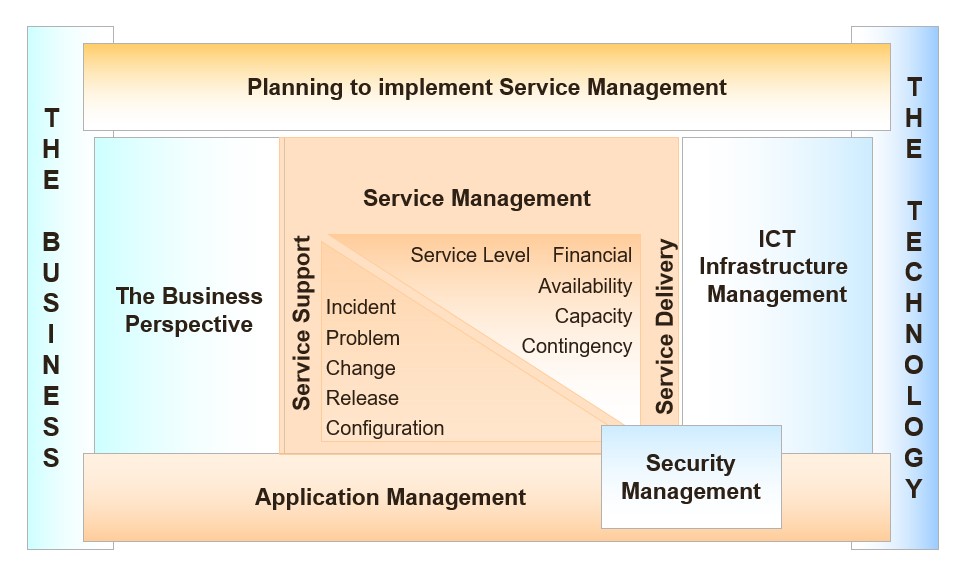 Planning to implement Service Management
THE BUSINESS
The Business
Perspective
Service Management
Service Support
Incident
Problem
Change
Release
Configuration
Service Level Financial
Availability
Capacity
Contingency
Service Delivery
ICT
Infrastructure
Management
THE TECHNOLOGY
Application Management
Security
Management